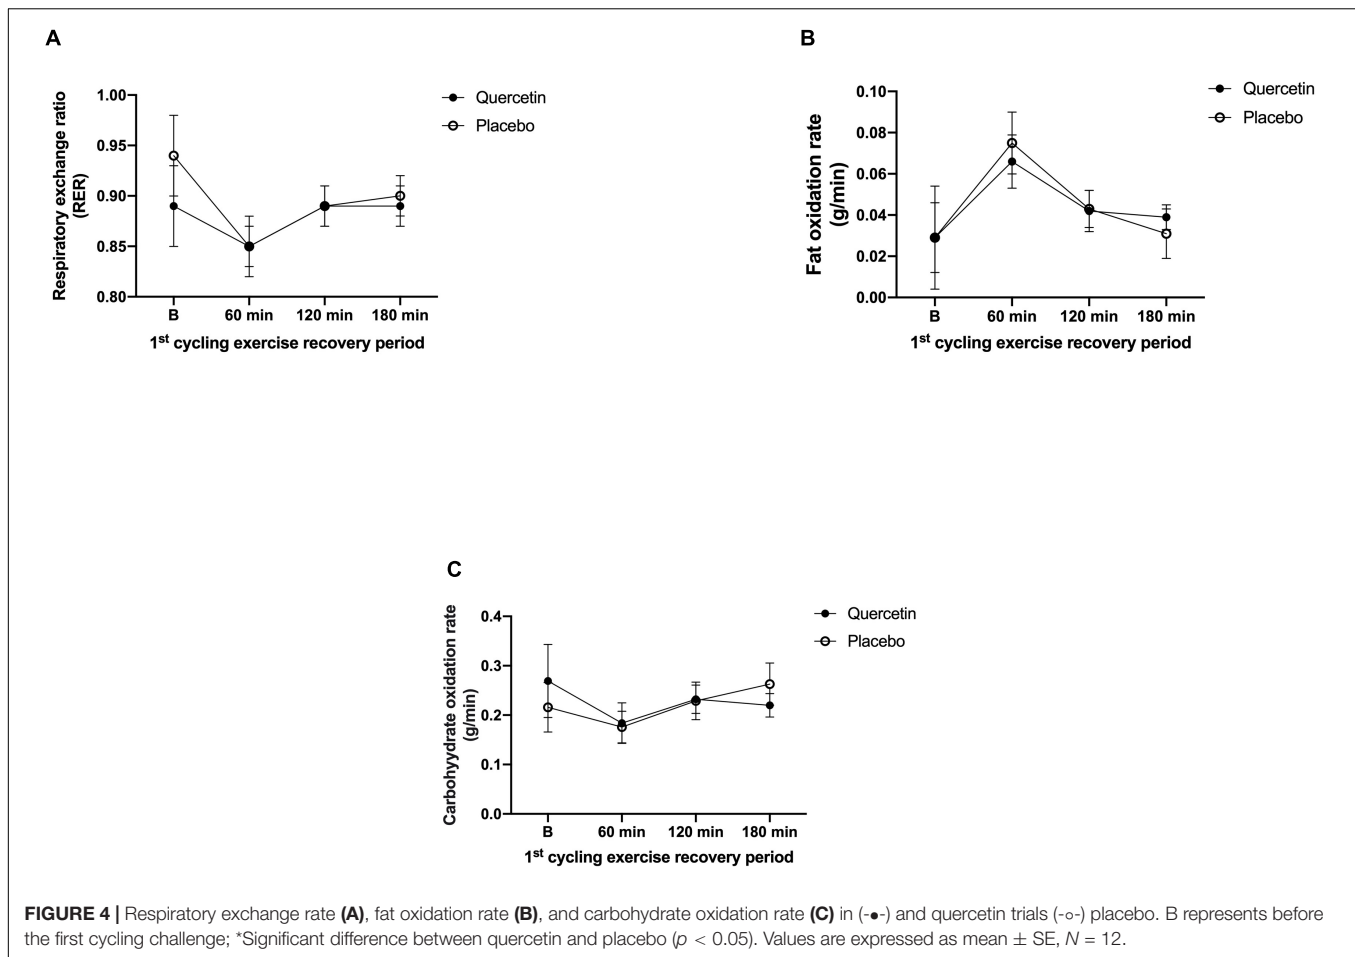 A
Respiratory exchange ratio
(RER)
1.00
0.95
0.90
0.85
0.80
B 60 min 120 min 180 min
1st cycling exercise recovery period
Quercetin
Placebo
B
Fat oxidation rate
(g/min)
0.10
0.08
0.06
0.04
0.02
0.00
B 60 min 120 min 180 min
1st cycling exercise recovery period
Quercetin
Placebo
C
Carbohyydrate oxidation rate
(g/min)
0.4
0.3
0.2
0.1
0.0
B 60 min 120 min 180 min
1st cycling exercise recovery period
Quercetin
Placebo
FIGURE 4 | Respiratory exchange rate (A), fat oxidation rate (B), and carbohydrate oxidation rate (C) in (-●-) and quercetin trials (-○-) placebo. B represents before
the first cycling challenge; *Significant difference between quercetin and placebo (p < 0.05). Values are expressed as mean ± SE, N = 12.